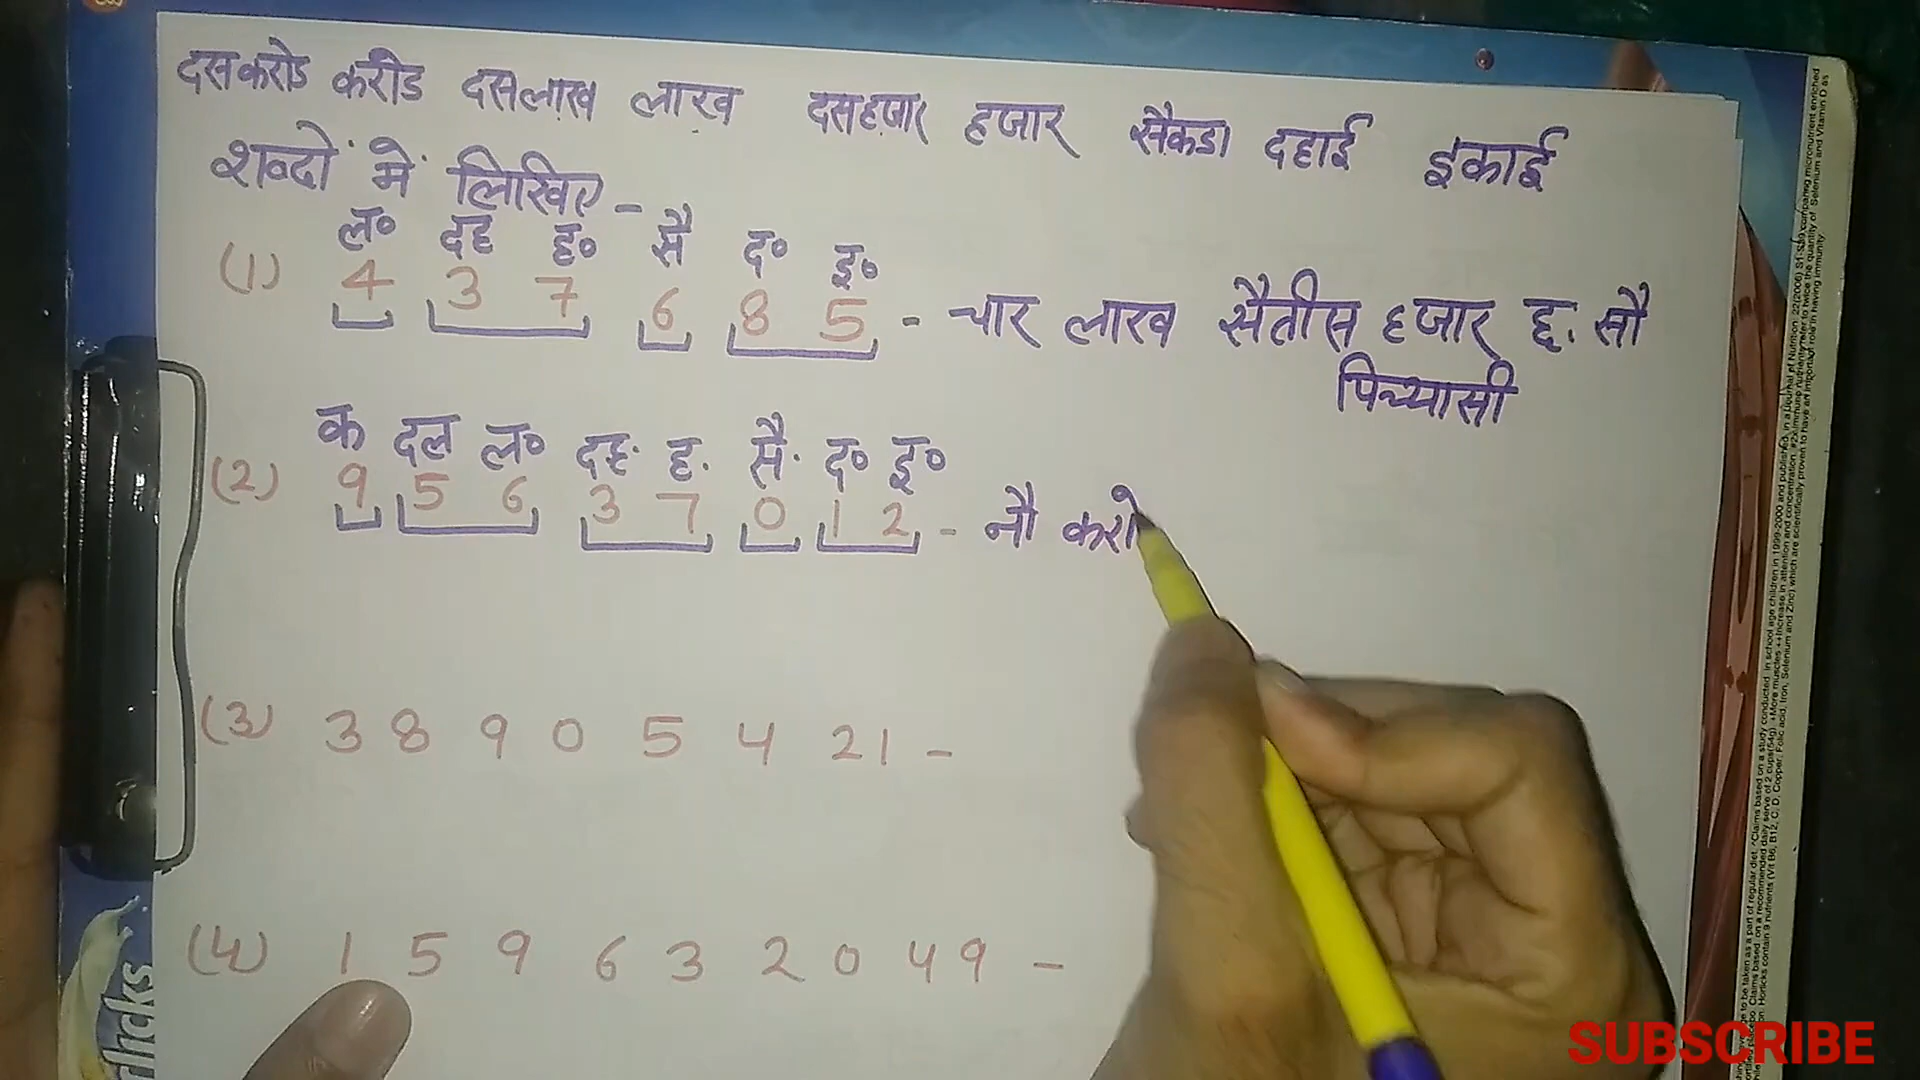 दसकरोड करोड दसलाख लाख दसहजार हजार सैकडा दहाई इकाई
शब्दों में लिखिए -
ल० दह ह० सै द० इ०
(1) 4 3 7 6 8 5 - चार लाख सैतीस हजार छः सौ
पिच्यासी
क दल ल० दह. ह. सै. द० इ०
(2) 9 5 6 3 7 0 1 2 - नौ करो
(3) 3 8 9 0 5 4 2 1 -
(4) 1 5 9 6 3 2 0 4 9 -
SUBSCRIBE